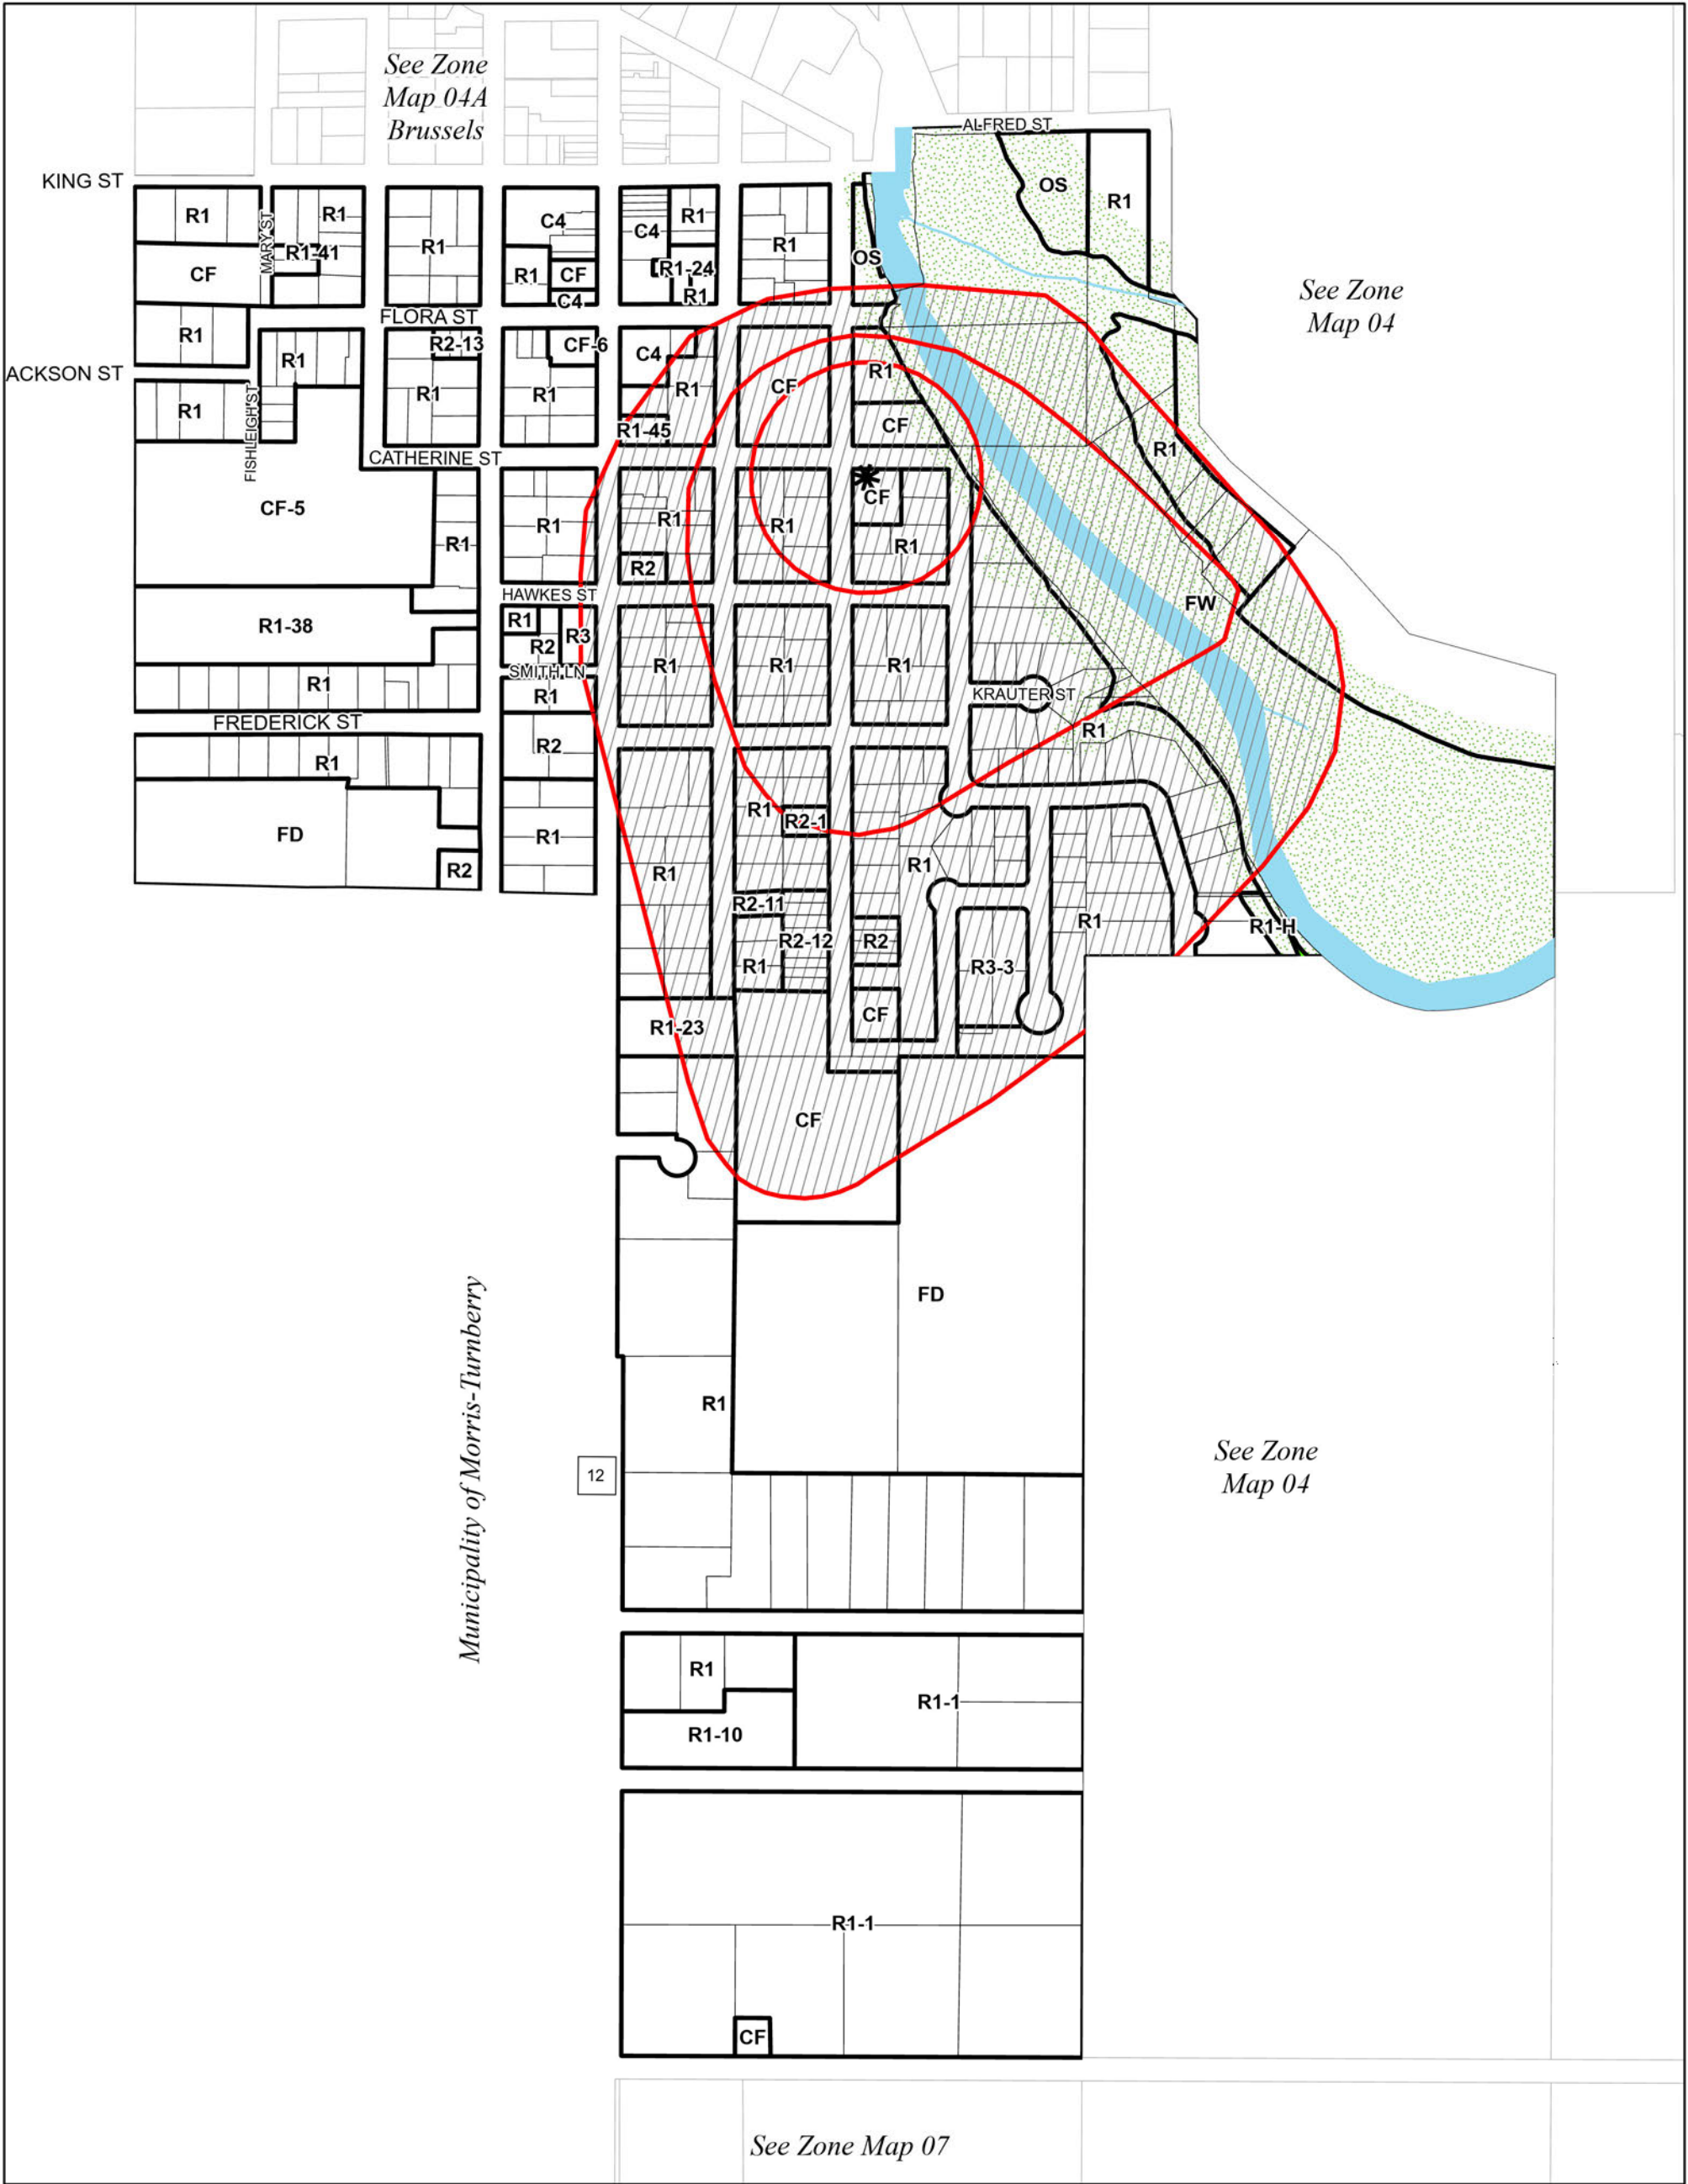 See Zone
Map 04A
Brussels
ALFRED ST
KING ST
OS
R1
R1
R1
C4
C4
R1
R1
R1
MARY ST
R1-41
CF
R1
CF
R1-24
OS
C4
R1
See Zone
Map 04
FLORA ST
R1
R2-13
CF-6
C4
R1
ACKSON ST
R1
R1
R1
R1
CF
R1
FISHLEIGH ST
R1-45
CF
R1
CATHERINE ST
CF-5
R1
R1
R1
R1
CF
R1
R2
HAWKES ST
FW
R1-38
R1
R2
R3
R1
R1
R1
SMITH LN
R1
R1
KRAUTER ST
FREDERICK ST
R1
R1
R2
FD
R1
R1
R2-1
R2
R1
R1
R2-11
R1
R1-H
R2-12
R2
R1
R3-3
CF
R1-23
CF
FD
Municipality of Morris-Turnberry
R1
12
See Zone
Map 04
R1
R1-1
R1-10
R1-1
CF
See Zone Map 07